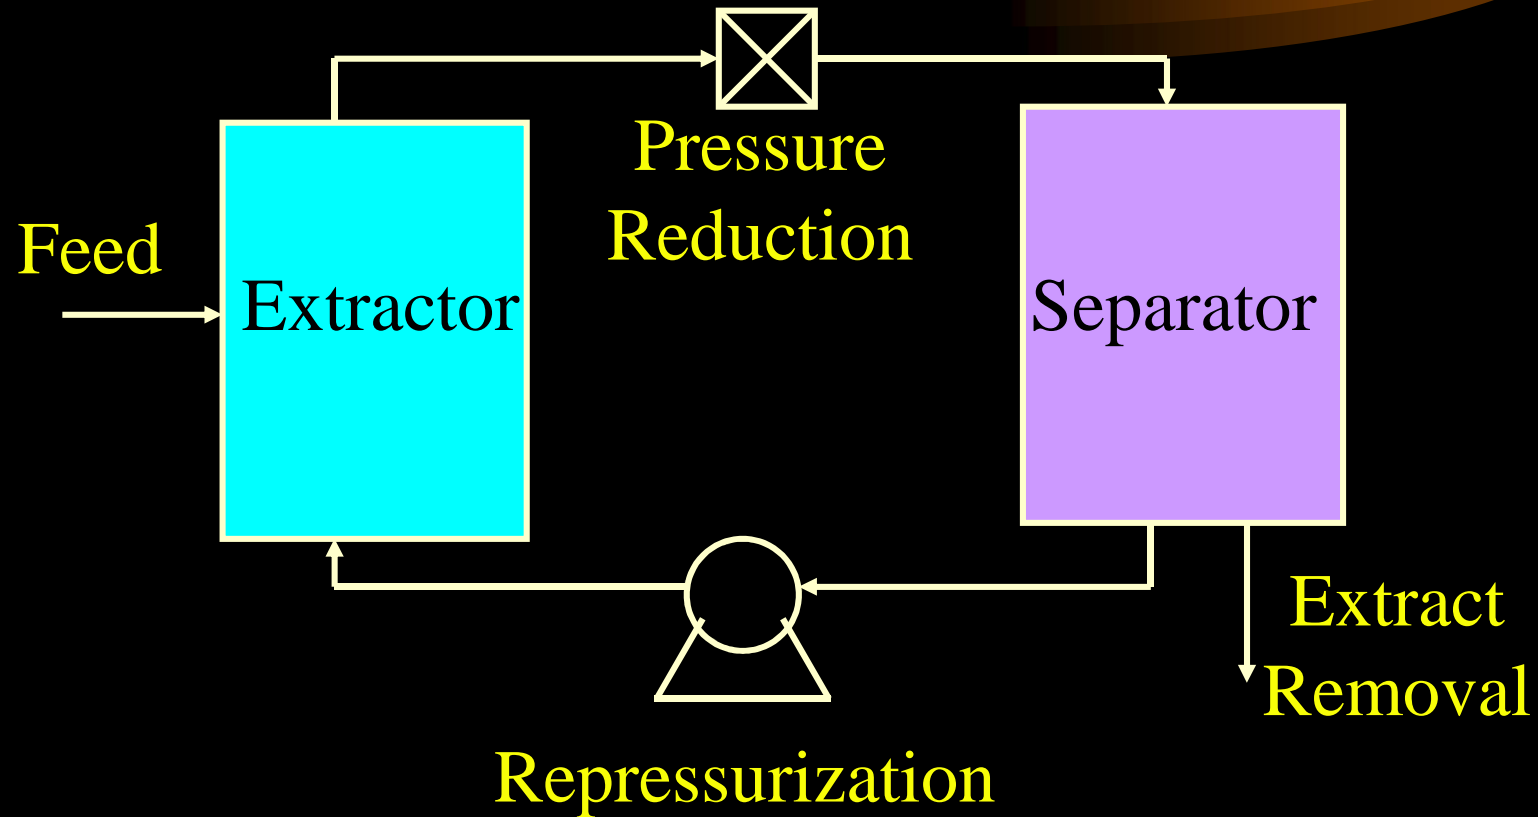 Pressure
Reduction
Feed
Extractor
Separator
Extract
Removal
Repressurization